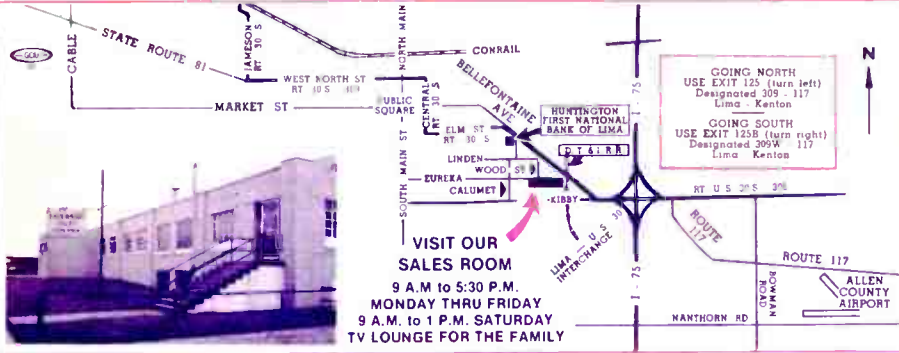 CABLE
STATE ROUTE 81
JAMESON
RT 30 S
NORTH MAIN
CONRAIL
WEST NORTH ST
RT 30 S 309
MARKET ST
PUBLIC
SQUARE
CENTRAL
RT. 30 S
BELLEFONTAINE
AVE
ELM ST
RT 30 S
HUNTINGTON
FIRST NATIONAL
BANK OF LIMA
LINDEN
WOOD ST
EUREKA
CALUMET
SOUTH MAIN ST
KIBBY
LIMA U S
INTERCHANGE
30
I - 75
I - 75
GOING NORTH
USE EXIT 125 (turn left)
Designated 309 - 117
Lima - Kenton
GOING SOUTH
USE EXIT 125B (turn right)
Designated 309W 117
Lima Kenton
N
RT U S 30 S 309
ROUTE
117
ROUTE 117
BOWMAN
ROAD
ALLEN
COUNTY
AIRPORT
HANTHORN RD
VISIT OUR
SALES ROOM
9 A.M to 5:30 P.M.
MONDAY THRU FRIDAY
9 A.M. to 1 P.M. SATURDAY
TV LOUNGE FOR THE FAMILY